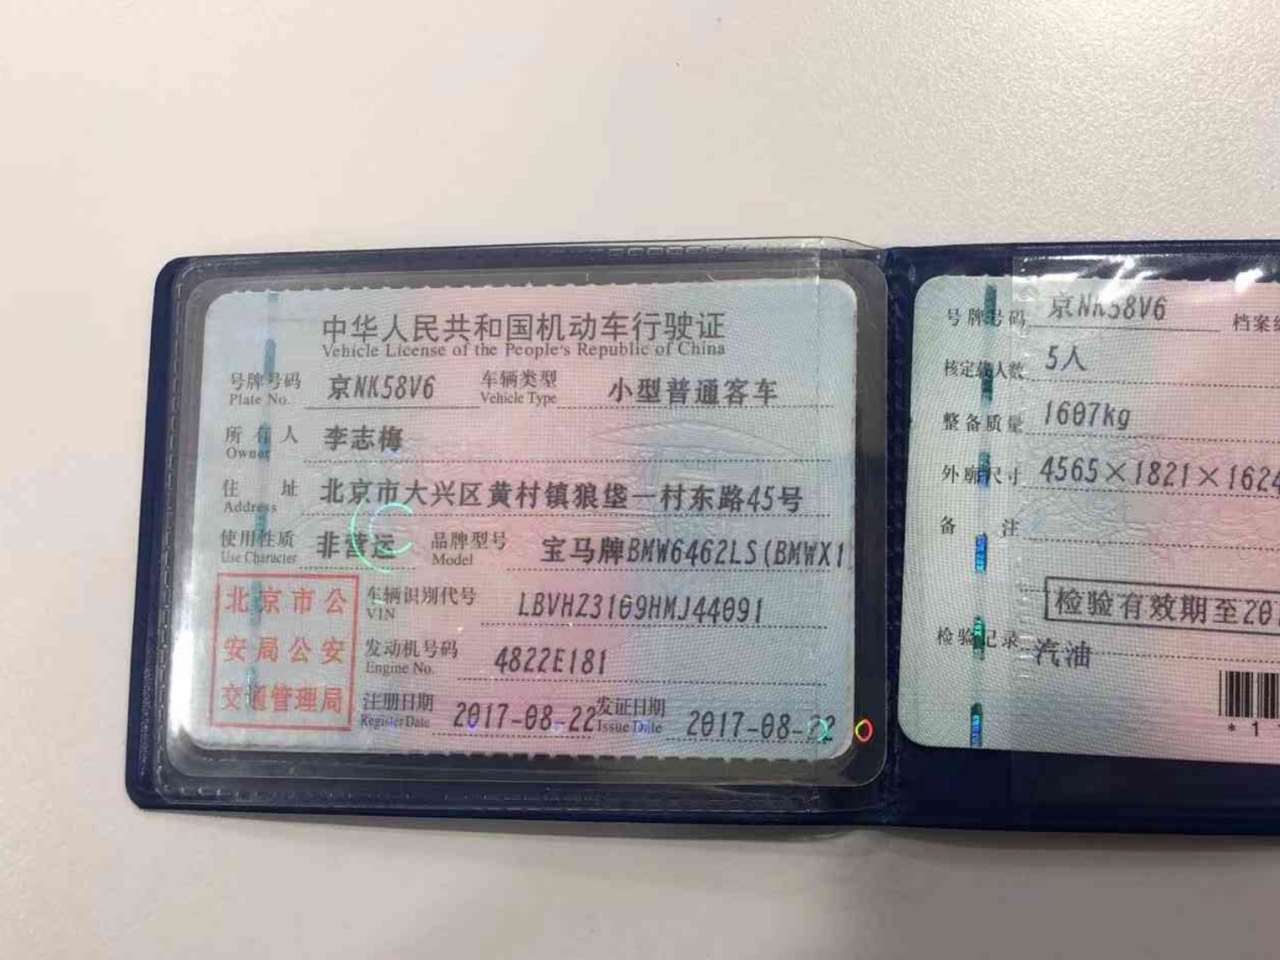 中华人民共和国机动车行驶证
Vehicle License of the People's Republic of China
号牌号码 京NK58V6 车辆类型 小型普通客车
Plate No. Vehicle Type
所有人 李志梅
Owner
住址 北京市大兴区黄村镇狼垡一村东路45号
Address
使用性质 非营运 品牌型号 宝马牌BMW6462LS(BMWX1
Use Character Model
北京市公
安局公安
交通管理局
车辆识别代号 LBVHZ3109HMJ44091
VIN
发动机号码 4822E181
Engine No.
注册日期 2017-08-22 发证日期 2017-08-22
Register Date Issue Date
号牌号码 京NK58V6 档案
核定载人数 5人
整备质量 1607kg
外廓尺寸 4565×1821×1624
备注
检验有效期至201
检验记录
汽油
* 1